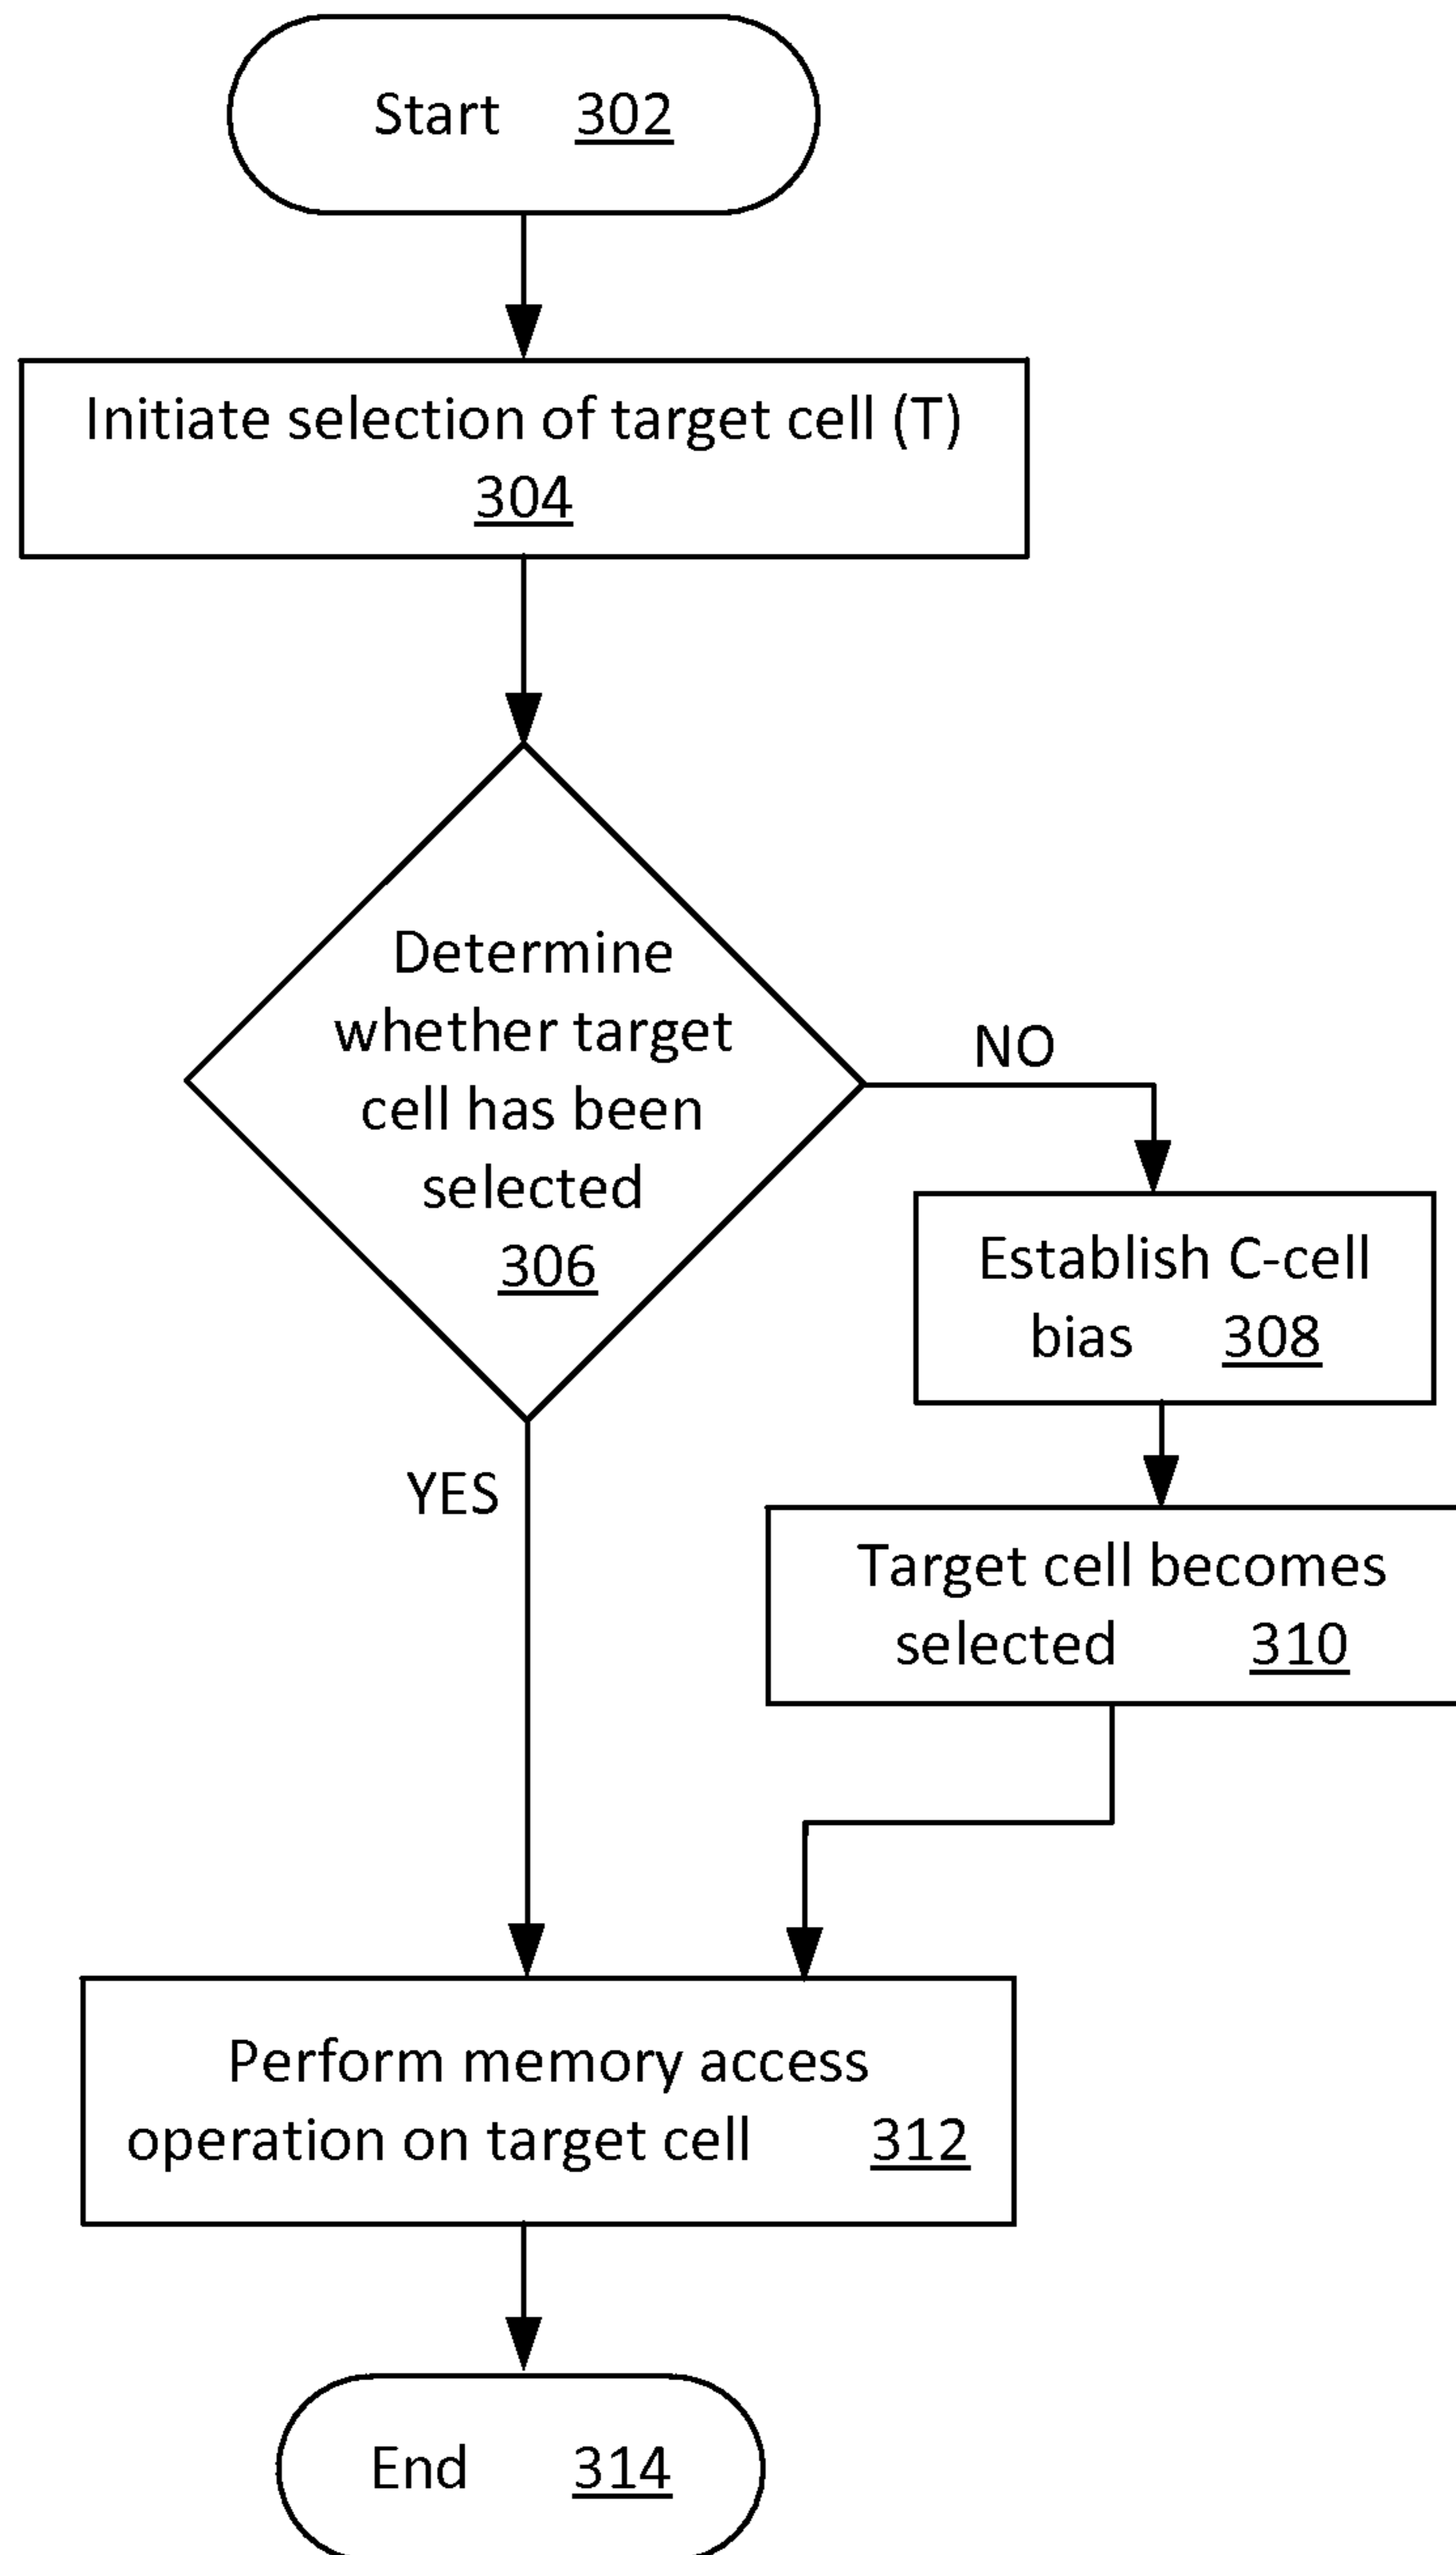 Start 302
Initiate selection of target cell (T)
304
Determine
whether target
cell has been
selected
306
NO
Establish C-cell
bias 308
YES
Target cell becomes
selected 310
Perform memory access
operation on target cell 312
End 314